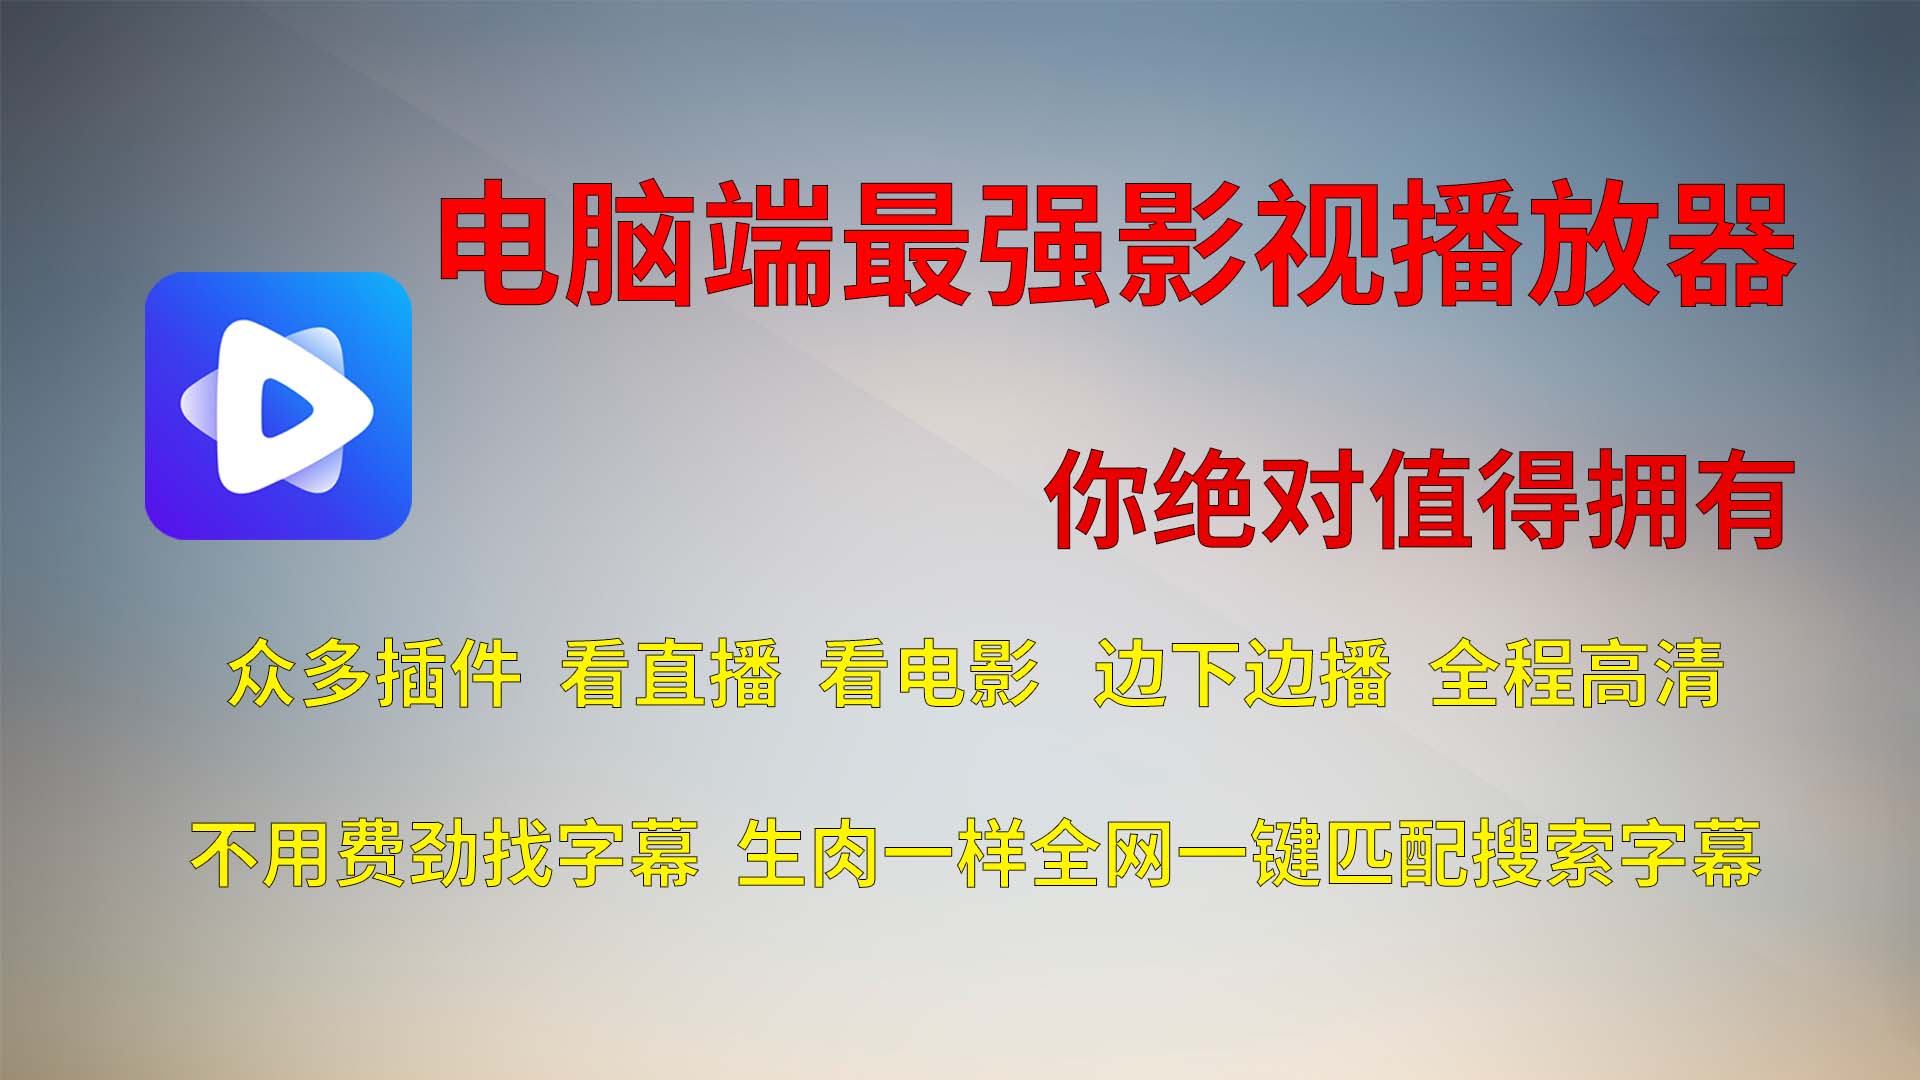 电脑端最强影视播放器
你绝对值得拥有
众多插件 看直播 看电影 边下边播 全程高清
不用费劲找字幕 生肉一样全网一键匹配搜索字幕